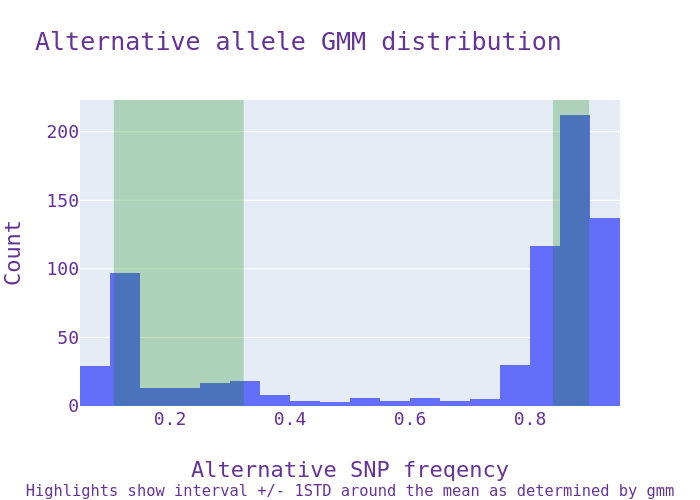 Alternative allele GMM distribution
200
150
100
50
0
Count
0.2
0.4
0.6
0.8
Alternative SNP freqency
Highlights show interval +/- 1STD around the mean as determined by gmm